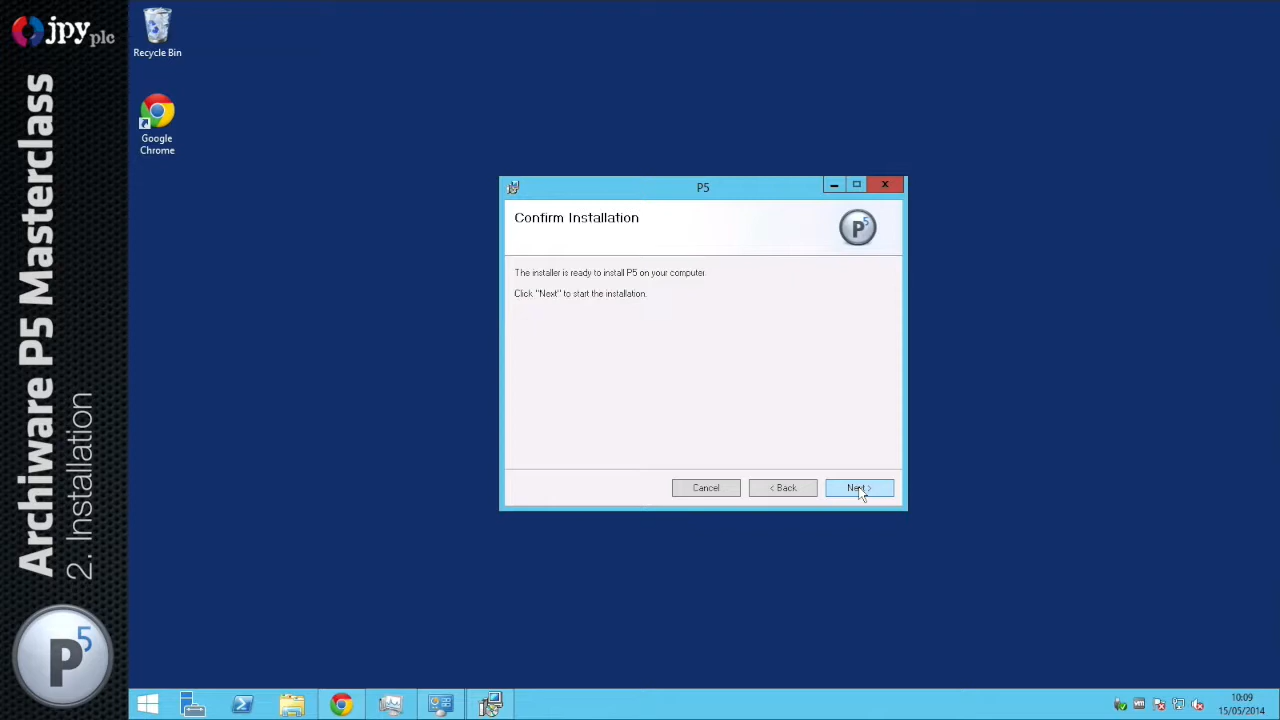 jpy plc
Archiware P5 Masterclass
2. Installation
P5
Recycle Bin
Google
Chrome
P5
Confirm Installation
P5
The installer is ready to install P5 on your computer.
Click "Next" to start the installation.
Cancel
< Back
Next >
10:09
15/05/2014